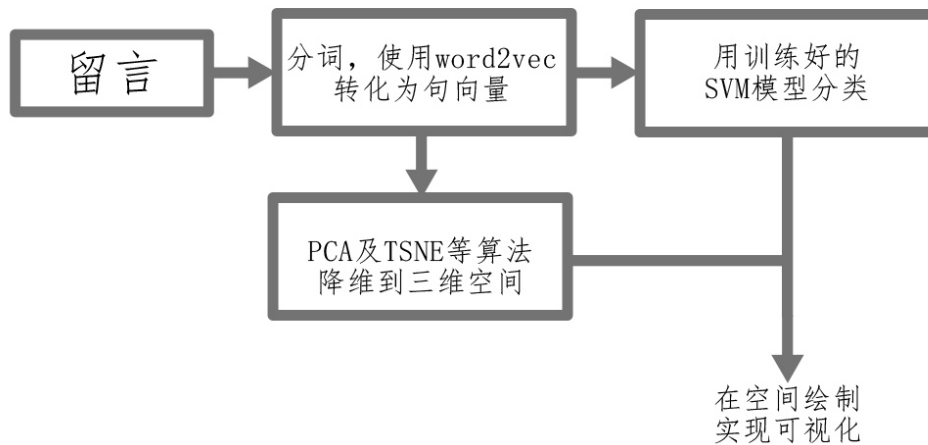 留言
分词，使用word2vec
转化为句向量
用训练好的
SVM模型分类
PCA及TSNE等算法
降维到三维空间
在空间绘制
实现可视化